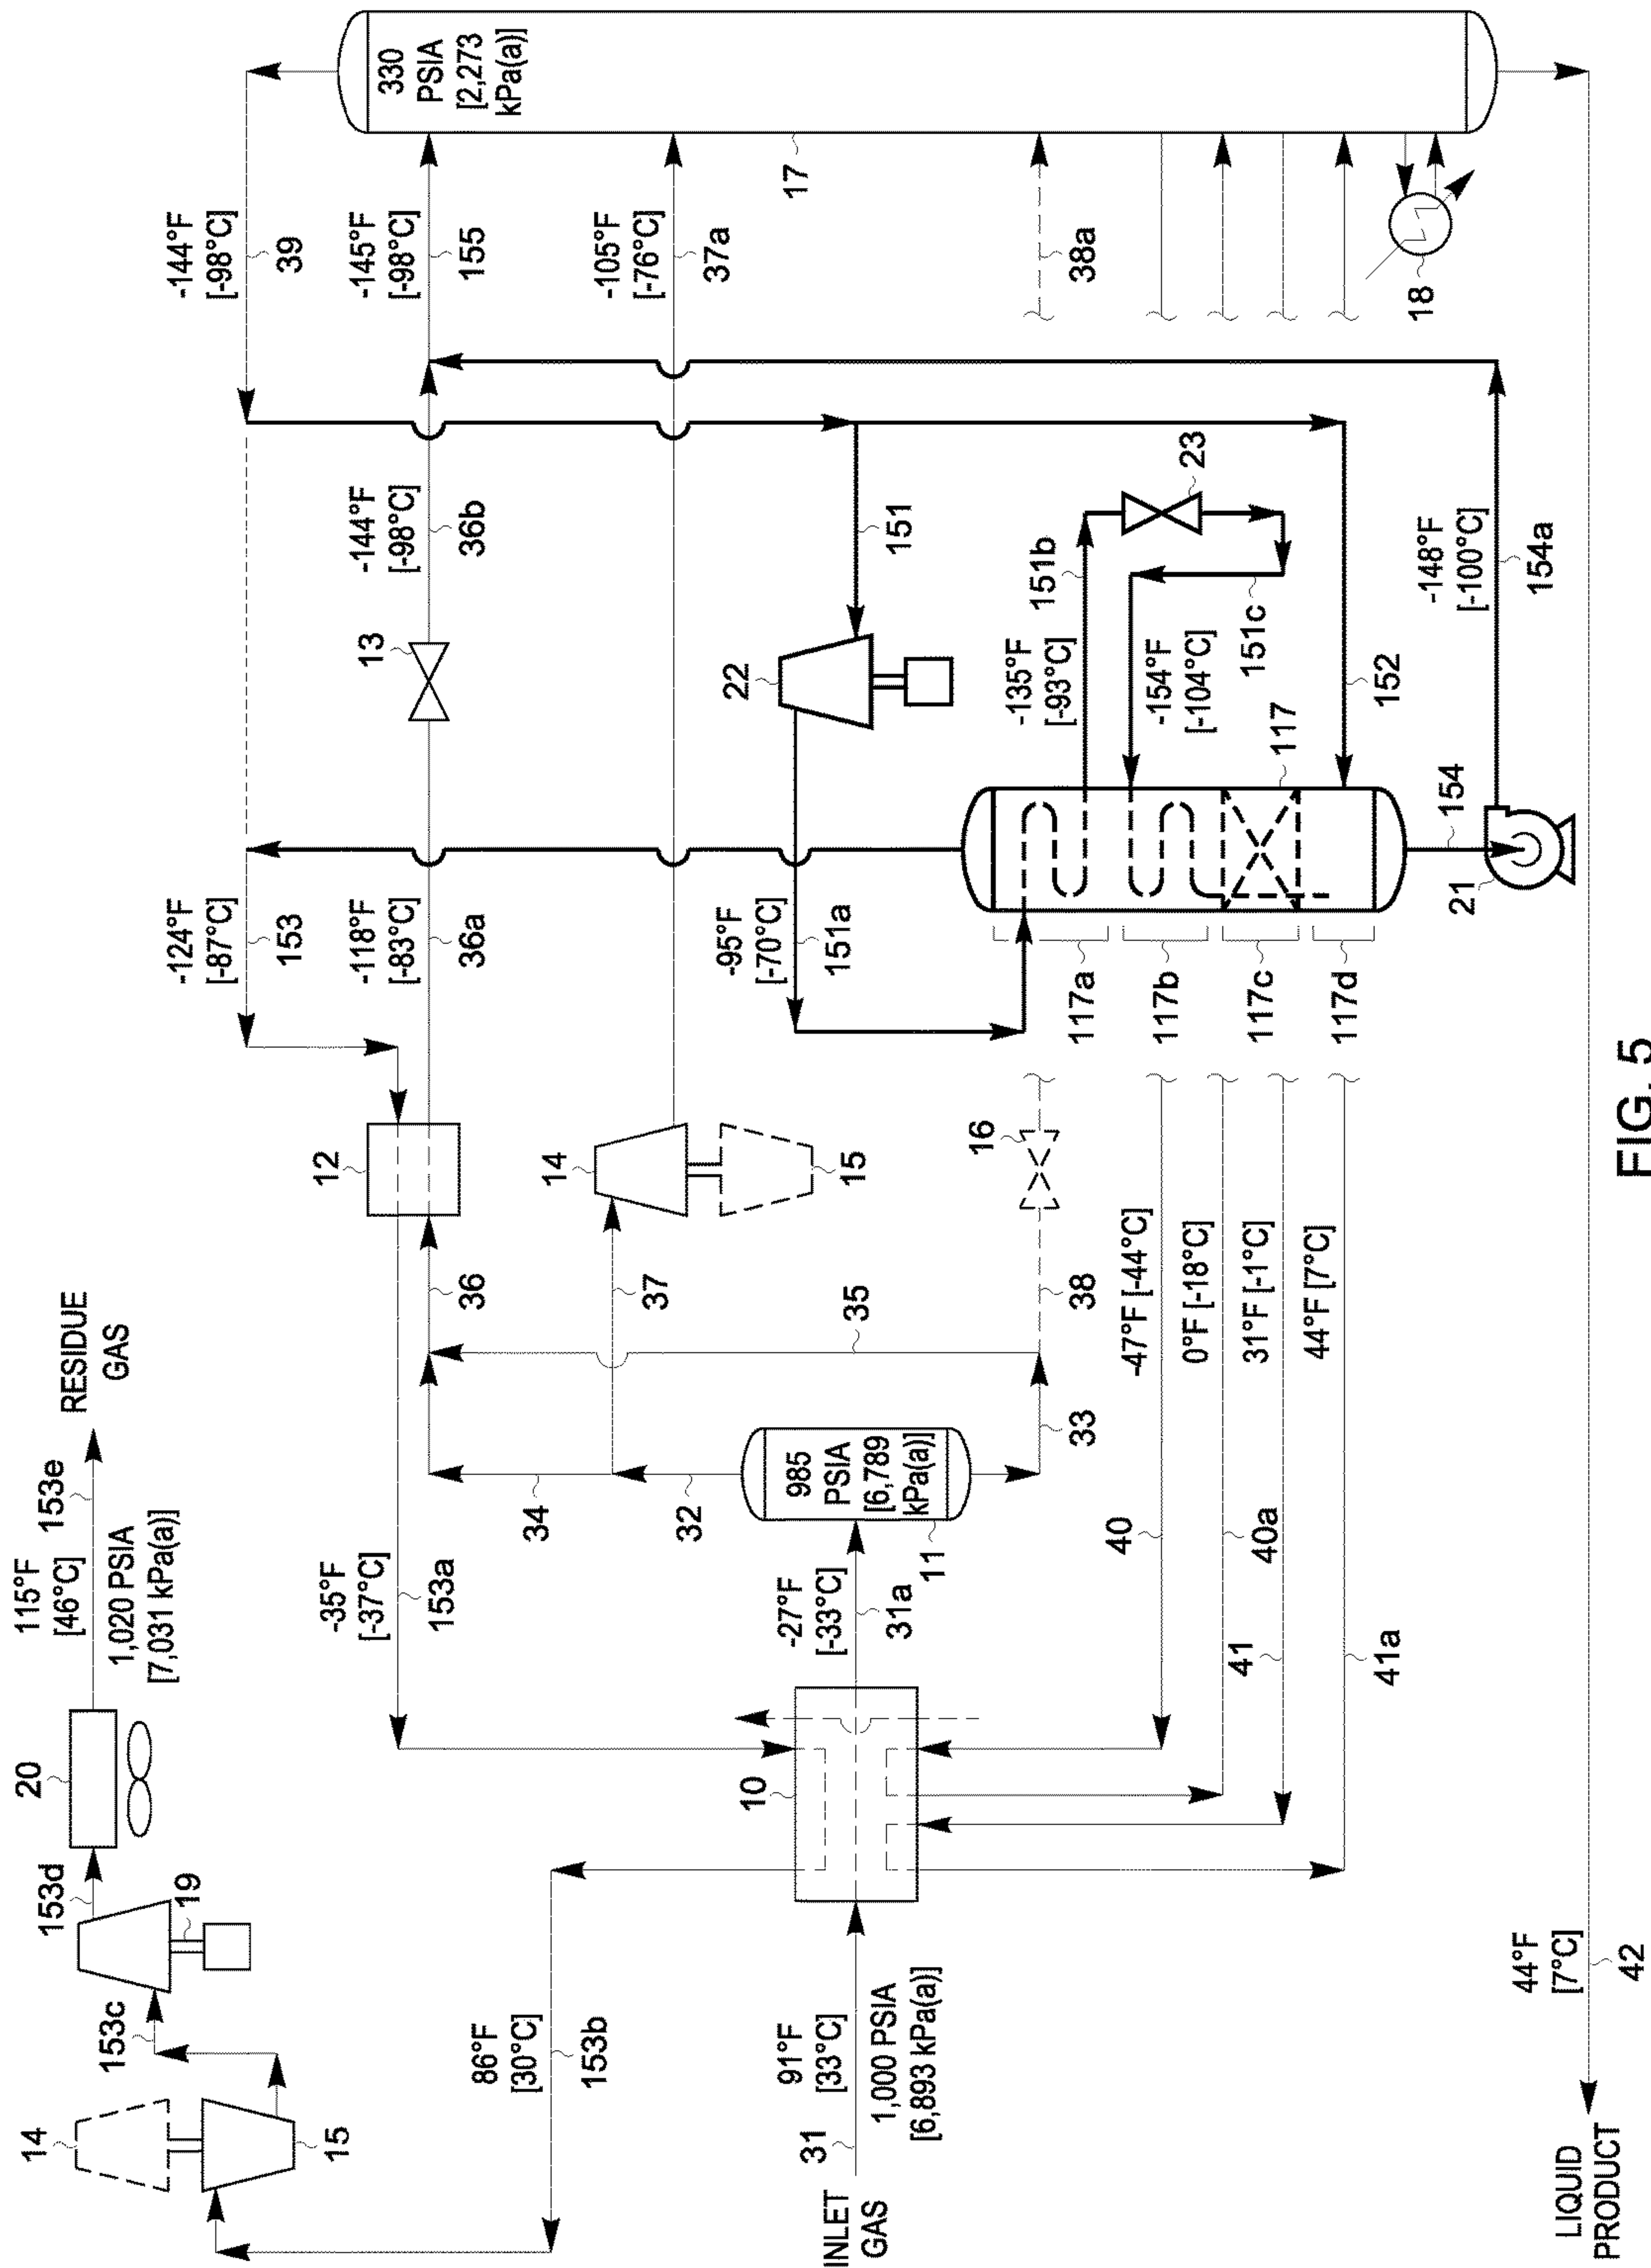 115°F
[46°C]
153e
RESIDUE
GAS
1,020 PSIA
[7,031 kPa(a)]
20
153d
19
153c
14
15
86°F
[30°C]
153b
-35°F
[-37°C]
153a
34
36
12
-124°F
[-87°C]
153
-118°F
[-83°C]
36a
13
-144°F
[-98°C]
36b
-144°F
[-98°C]
39
-145°F
[-98°C]
155
-105°F
[-76°C]
37a
330
PSIA
[2,273
kPa(a)]
17
INLET
GAS
31
91°F
[33°C]
1,000 PSIA
[6,893 kPa(a)]
10
-27°F
[-33°C]
31a
11
985
PSIA
[6,789
kPa(a)]
32
33
37
35
14
15
16
38
38a
-95°F
[-70°C]
151a
22
151
-135°F
[-93°C]
151b
23
-154°F
[-104°C]
151c
117a
117b
117c
117d
117
152
40
-47°F [-44°C]
40a
0°F [-18°C]
41
31°F [-1°C]
41a
44°F [7°C]
18
21
154
-148°F
[-100°C]
154a
44°F
[7°C]
42
LIQUID
PRODUCT
FIG. 5